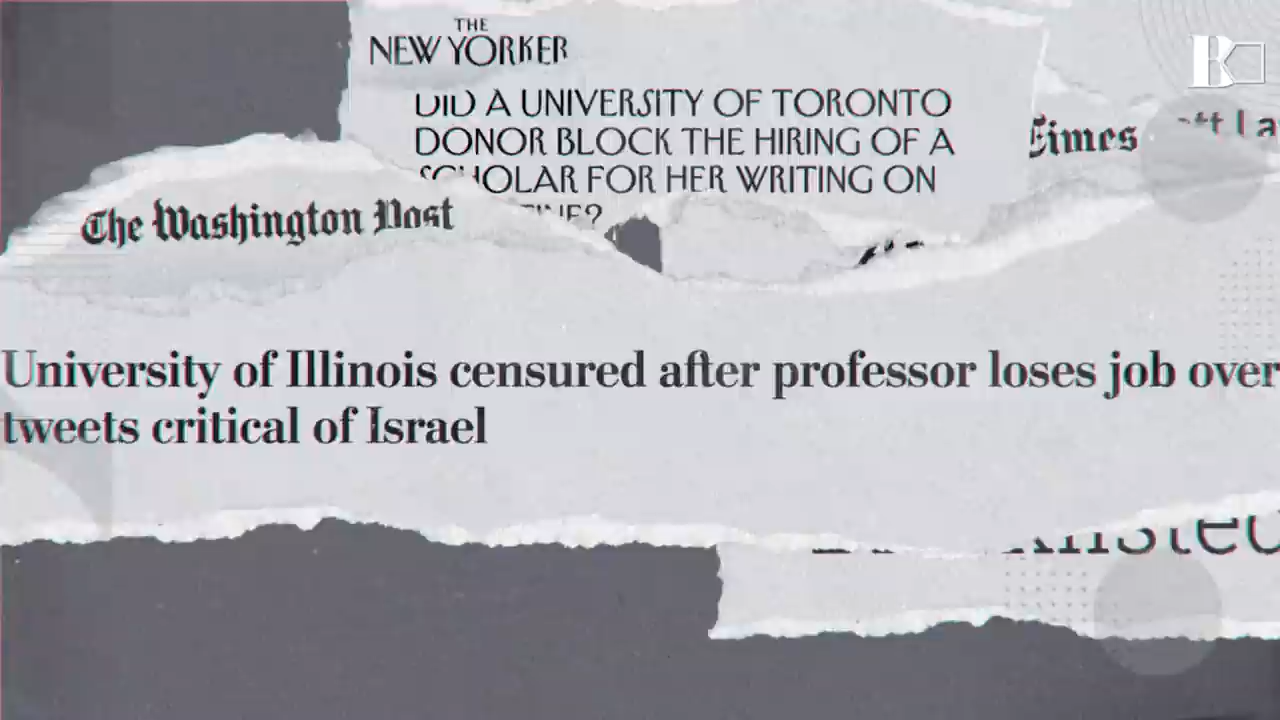 THE
NEW YORKER
DID A UNIVERSITY OF TORONTO
DONOR BLOCK THE HIRING OF A
SCHOLAR FOR HER WRITING ON
Times
The Washington Post
University of Illinois censured after professor loses job over
tweets critical of Israel